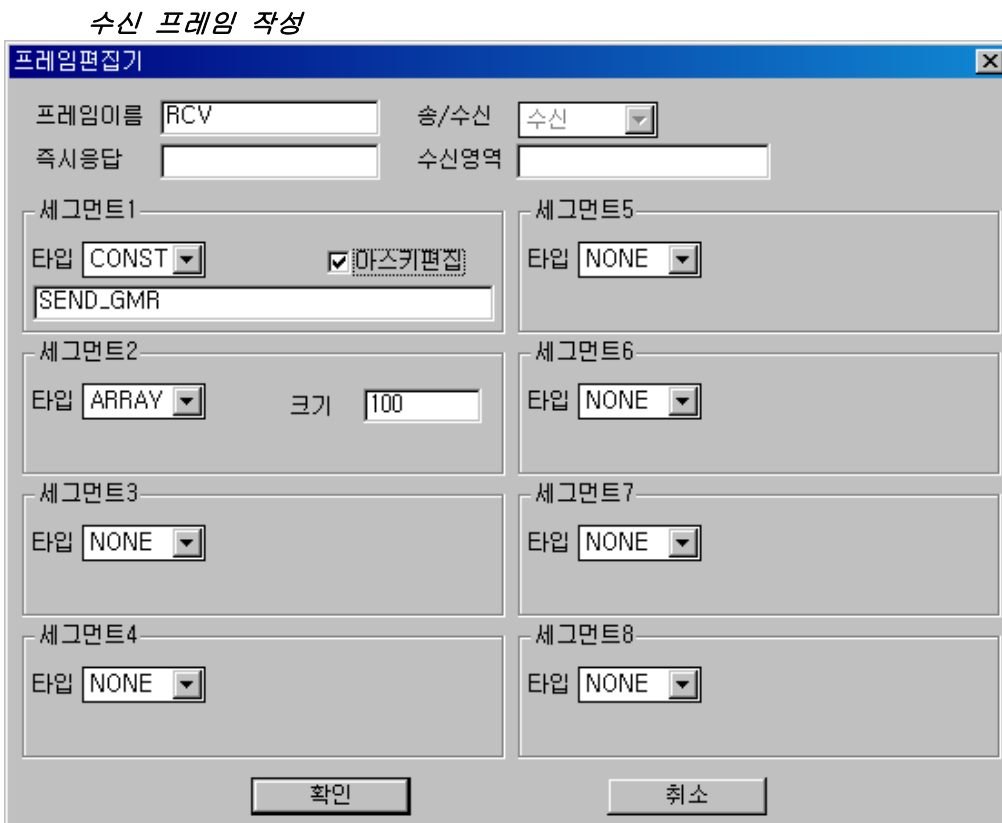 수신 프레임 작성
프레임편집기
프레임이름 RCV 송/수신 수신
즉시응답 수신영역
세그먼트1 세그먼트5
타입 CONST 아스키편집 타입 NONE
SEND_GMR
세그먼트2 세그먼트6
타입 ARRAY 크기 100 타입 NONE
세그먼트3 세그먼트7
타입 NONE 타입 NONE
세그먼트4 세그먼트8
타입 NONE 타입 NONE
확인 취소